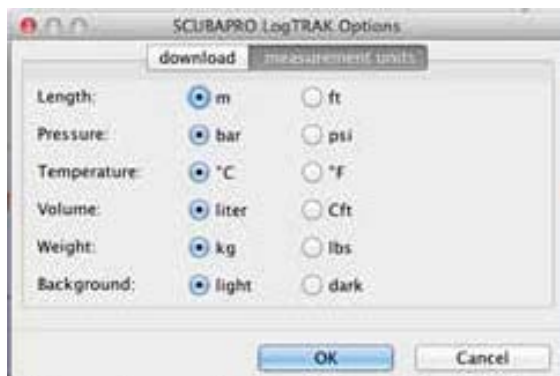 SCUBAPRO LogTRAK Options
download measurement units
Length: m ft
Pressure: bar psi
Temperature: °C °F
Volume: liter Cft
Weight: kg lbs
Background: light dark
OK Cancel